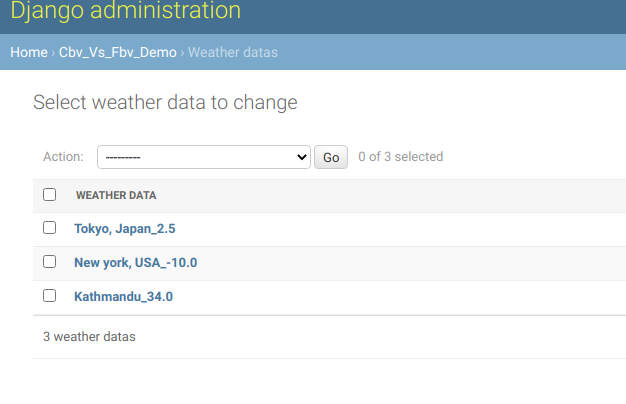 Django administration
Home › Cbv_Vs_Fbv_Demo › Weather datas
Select weather data to change
Action: --------- Go 0 of 3 selected
WEATHER DATA
Tokyo, Japan_2.5
New york, USA_-10.0
Kathmandu_34.0
3 weather datas